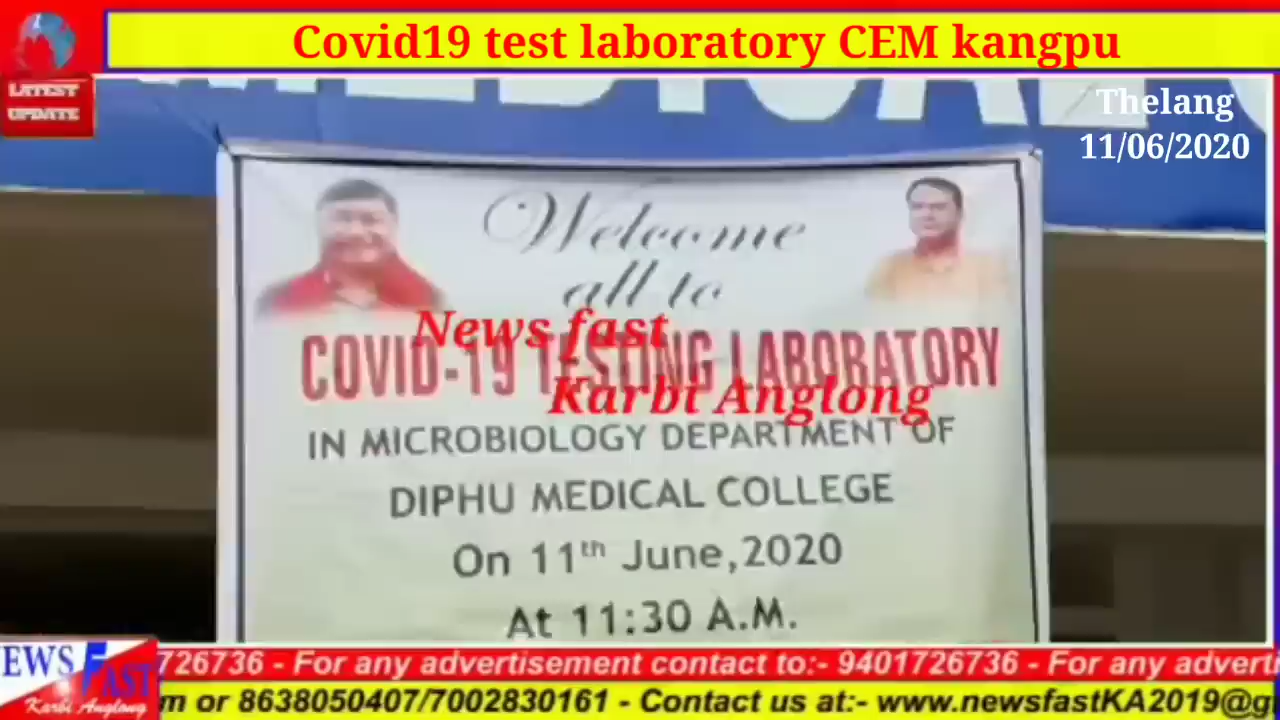 Covid19 test laboratory CEM kangpu
LATEST
UPDATE
Thelang
11/06/2020
MEDICAL
Welcome
all to
COVID-19 TESTING LABORATORY
News fast
Karbi Anglong
IN MICROBIOLOGY DEPARTMENT OF
DIPHU MEDICAL COLLEGE
On 11th June,2020
At 11:30 A.M.
EWS FAST
Karbi Anglong
726736 - For any advertisement contact to:- 9401726736 - For any adverti
m or 8638050407/7002830161 - Contact us at:- www.newsfastKA2019@g